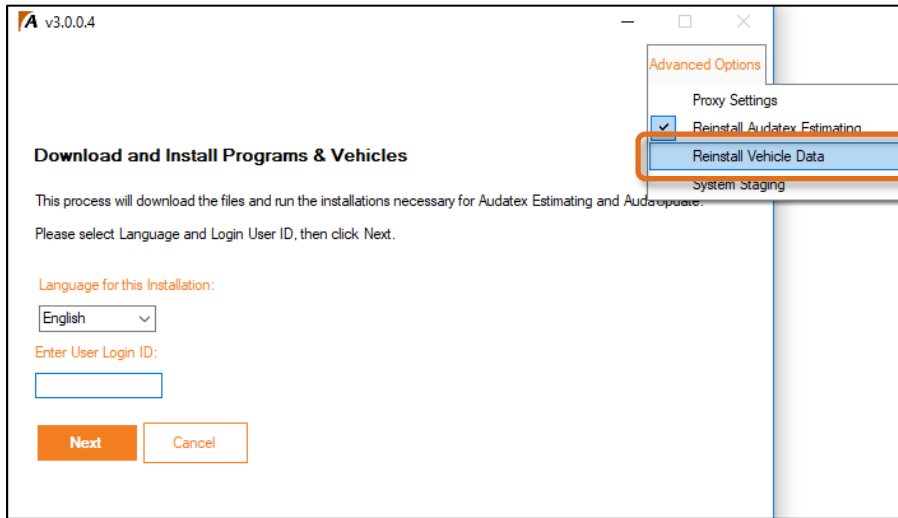 A v3.0.0.4
Advanced Options
Proxy Settings
Reinstall Audatex Estimating
Reinstall Vehicle Data
System Staging
Download and Install Programs & Vehicles
This process will download the files and run the installations necessary for Audatex Estimating and AudaUpdate.
Please select Language and Login User ID, then click Next.
Language for this Installation:
English
Enter User Login ID:
Next
Cancel